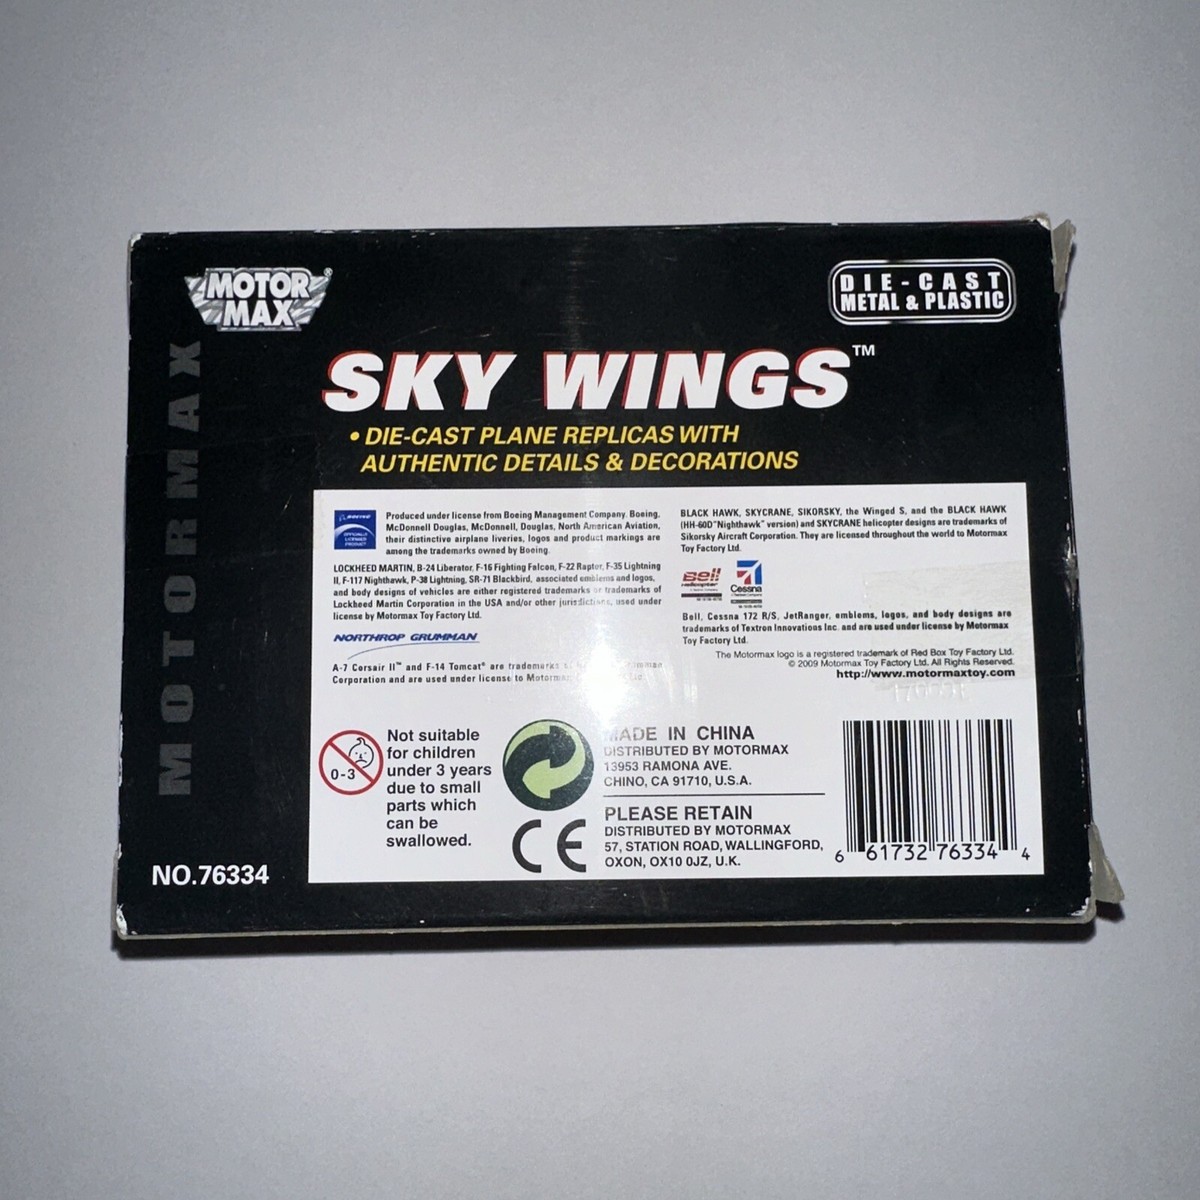 MOTOR
MAX
®
DIE-CAST
METAL & PLASTIC
MOTORMAX
SKY WINGS™
• DIE-CAST PLANE REPLICAS WITH
AUTHENTIC DETAILS & DECORATIONS
BOEING
OFFICIALLY
LICENSED
PRODUCT
Produced under license from Boeing Management Company. Boeing,
McDonnell Douglas, McDonnell, Douglas, North American Aviation,
their distinctive airplane liveries, logos and product markings are
among the trademarks owned by Boeing.
LOCKHEED MARTIN, B-24 Liberator, F-16 Fighting Falcon, F-22 Raptor, F-35 Lightning
II, F-117 Nighthawk, P-38 Lightning, SR-71 Blackbird, associated emblems and logos,
and body designs of vehicles are either registered trademarks or trademarks of
Lockheed Martin Corporation in the USA and/or other jurisdictions, used under
license by Motormax Toy Factory Ltd.
NORTHROP GRUMMAN
A-7 Corsair II™ and F-14 Tomcat® are trademarks
Corporation and are used under license to Motormax
BLACK HAWK, SKYCRANE, SIKORSKY, the Winged S, and the BLACK HAWK
(HH-60D"Nighthawk" version) and SKYCRANE helicopter designs are trademarks of
Sikorsky Aircraft Corporation. They are licensed throughout the world to Motormax
Toy Factory Ltd.
Bell
Helicopter
Cessna
Bell, Cessna 172 R/S, JetRanger, emblems, logos, and body designs are
trademarks of Textron Innovations Inc. and are used under license by Motormax
Toy Factory Ltd.
The Motormax logo is a registered trademark of Red Box Toy Factory Ltd.
© 2009 Motormax Toy Factory Ltd. All Rights Reserved.
http://www.motormaxtoy.com
0-3
Not suitable
for children
under 3 years
due to small
parts which
can be
swallowed.
CE
MADE IN CHINA
DISTRIBUTED BY MOTORMAX
13953 RAMONA AVE.
CHINO, CA 91710, U.S.A.
PLEASE RETAIN
DISTRIBUTED BY MOTORMAX
57, STATION ROAD, WALLINGFORD,
OXON, OX10 0JZ, U.K.
6 61732 76334 4
NO.76334